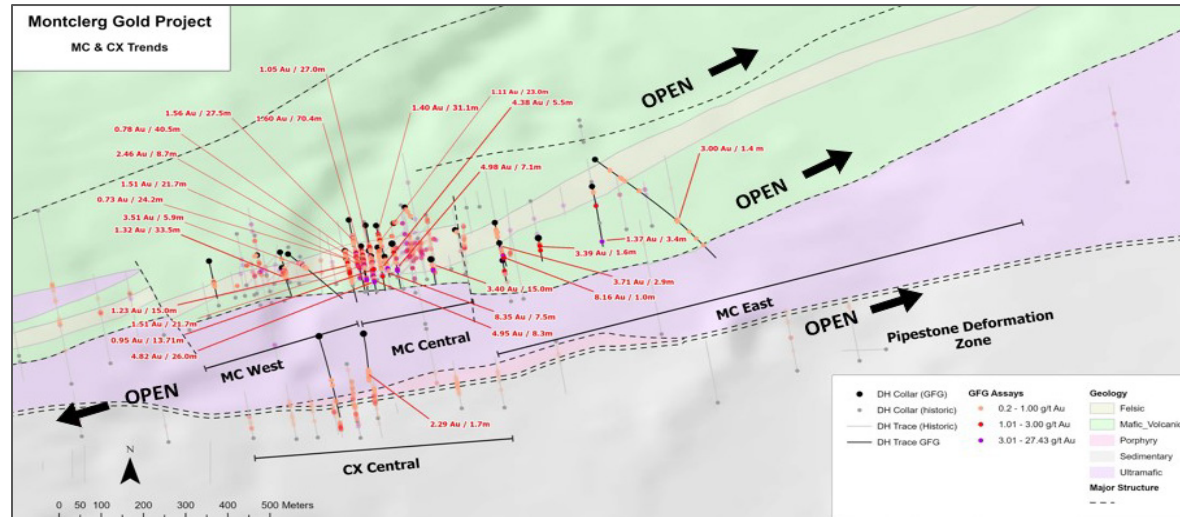 Montclerg Gold Project
MC & CX Trends
1.05 Au / 27.0m
1.11 Au / 23.0m
1.40 Au / 31.1m
4.38 Au / 5.5m
1.56 Au / 27.5m
1.60 Au / 70.4m
0.78 Au / 40.5m
2.46 Au / 8.7m
4.98 Au / 7.1m
3.00 Au / 1.4 m
1.51 Au / 21.7m
0.73 Au / 24.2m
3.51 Au / 5.9m
1.32 Au / 33.5m
OPEN
OPEN
1.37 Au / 3.4m
3.39 Au / 1.6m
3.71 Au / 2.9m
3.40 Au / 15.0m
8.16 Au / 1.0m
1.23 Au / 15.0m
1.51 Au / 21.7m
0.95 Au / 13.71m
4.82 Au / 26.0m
8.35 Au / 7.5m
4.95 Au / 8.3m
MC West
MC Central
MC East
OPEN
OPEN
Pipestone Deformation
Zone
2.29 Au / 1.7m
CX Central
N
0 50 100 200 300 400 500 Meters
DH Collar (GFG)
DH Collar (historic)
DH Trace (Historic)
DH Trace GFG
GFG Assays
0.2 - 1.00 g/t Au
1.01 - 3.00 g/t Au
3.01 - 27.43 g/t Au
Geology
Felsic
Mafic_Volcanic
Porphyry
Sedimentary
Ultramafic
Major Structure